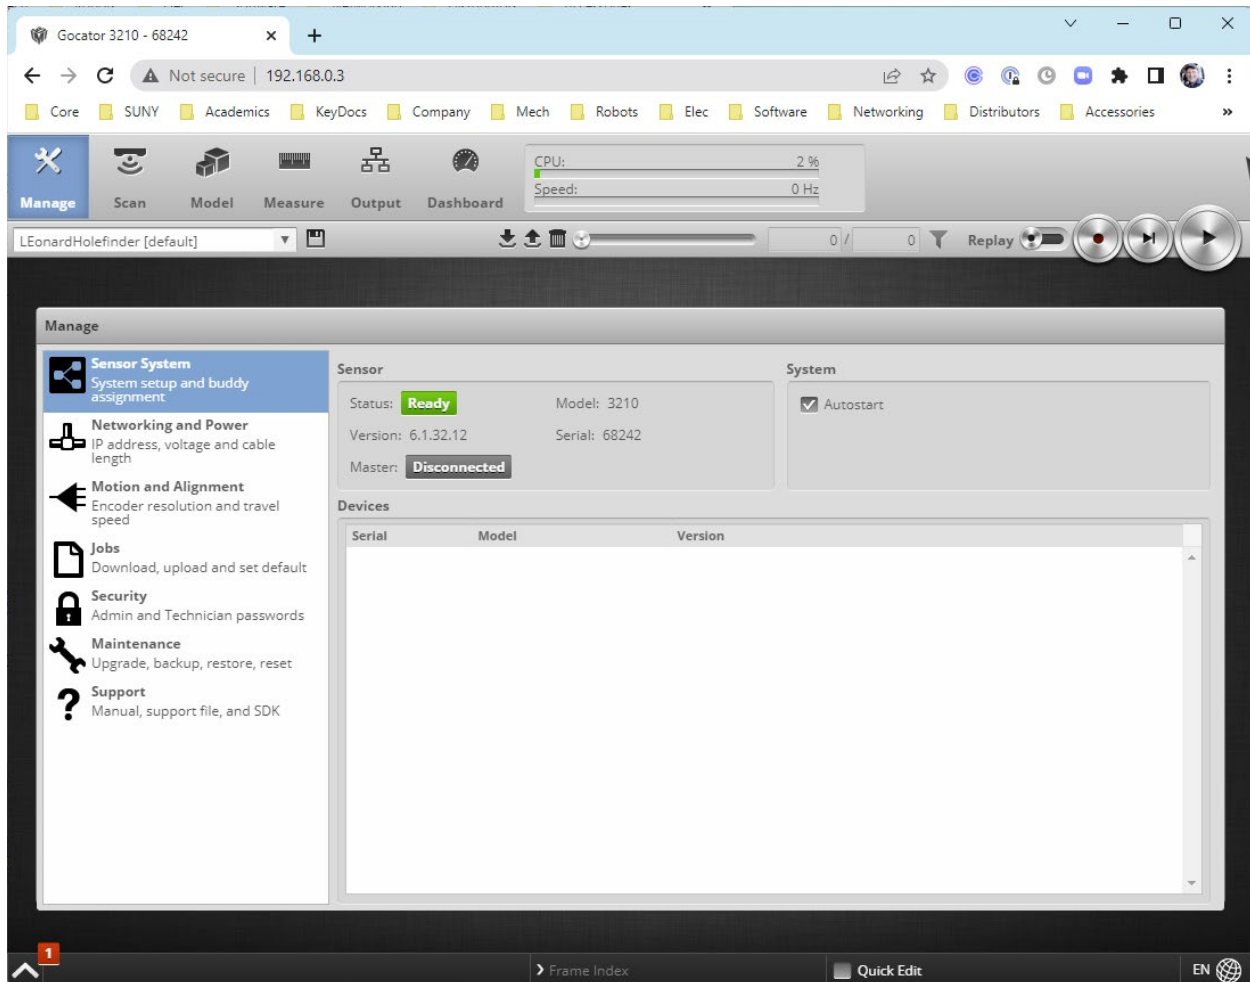 Gocator 3210 - 68242
Not secure | 192.168.0.3
Core SUNY Academics KeyDocs Company Mech Robots Elec Software Networking Distributors Accessories »
Manage Scan Model Measure Output Dashboard
CPU: 2 %
Speed: 0 Hz
LEonardHolefinder [default]
0 / 0 Replay
Manage
Sensor System
System setup and buddy
assignment
Networking and Power
IP address, voltage and cable
length
Motion and Alignment
Encoder resolution and travel
speed
Jobs
Download, upload and set default
Security
Admin and Technician passwords
Maintenance
Upgrade, backup, restore, reset
Support
Manual, support file, and SDK
Sensor
Status: Ready Model: 3210
Version: 6.1.32.12 Serial: 68242
Master: Disconnected
System
Autostart
Devices
Serial Model Version
1
Frame Index
Quick Edit
EN